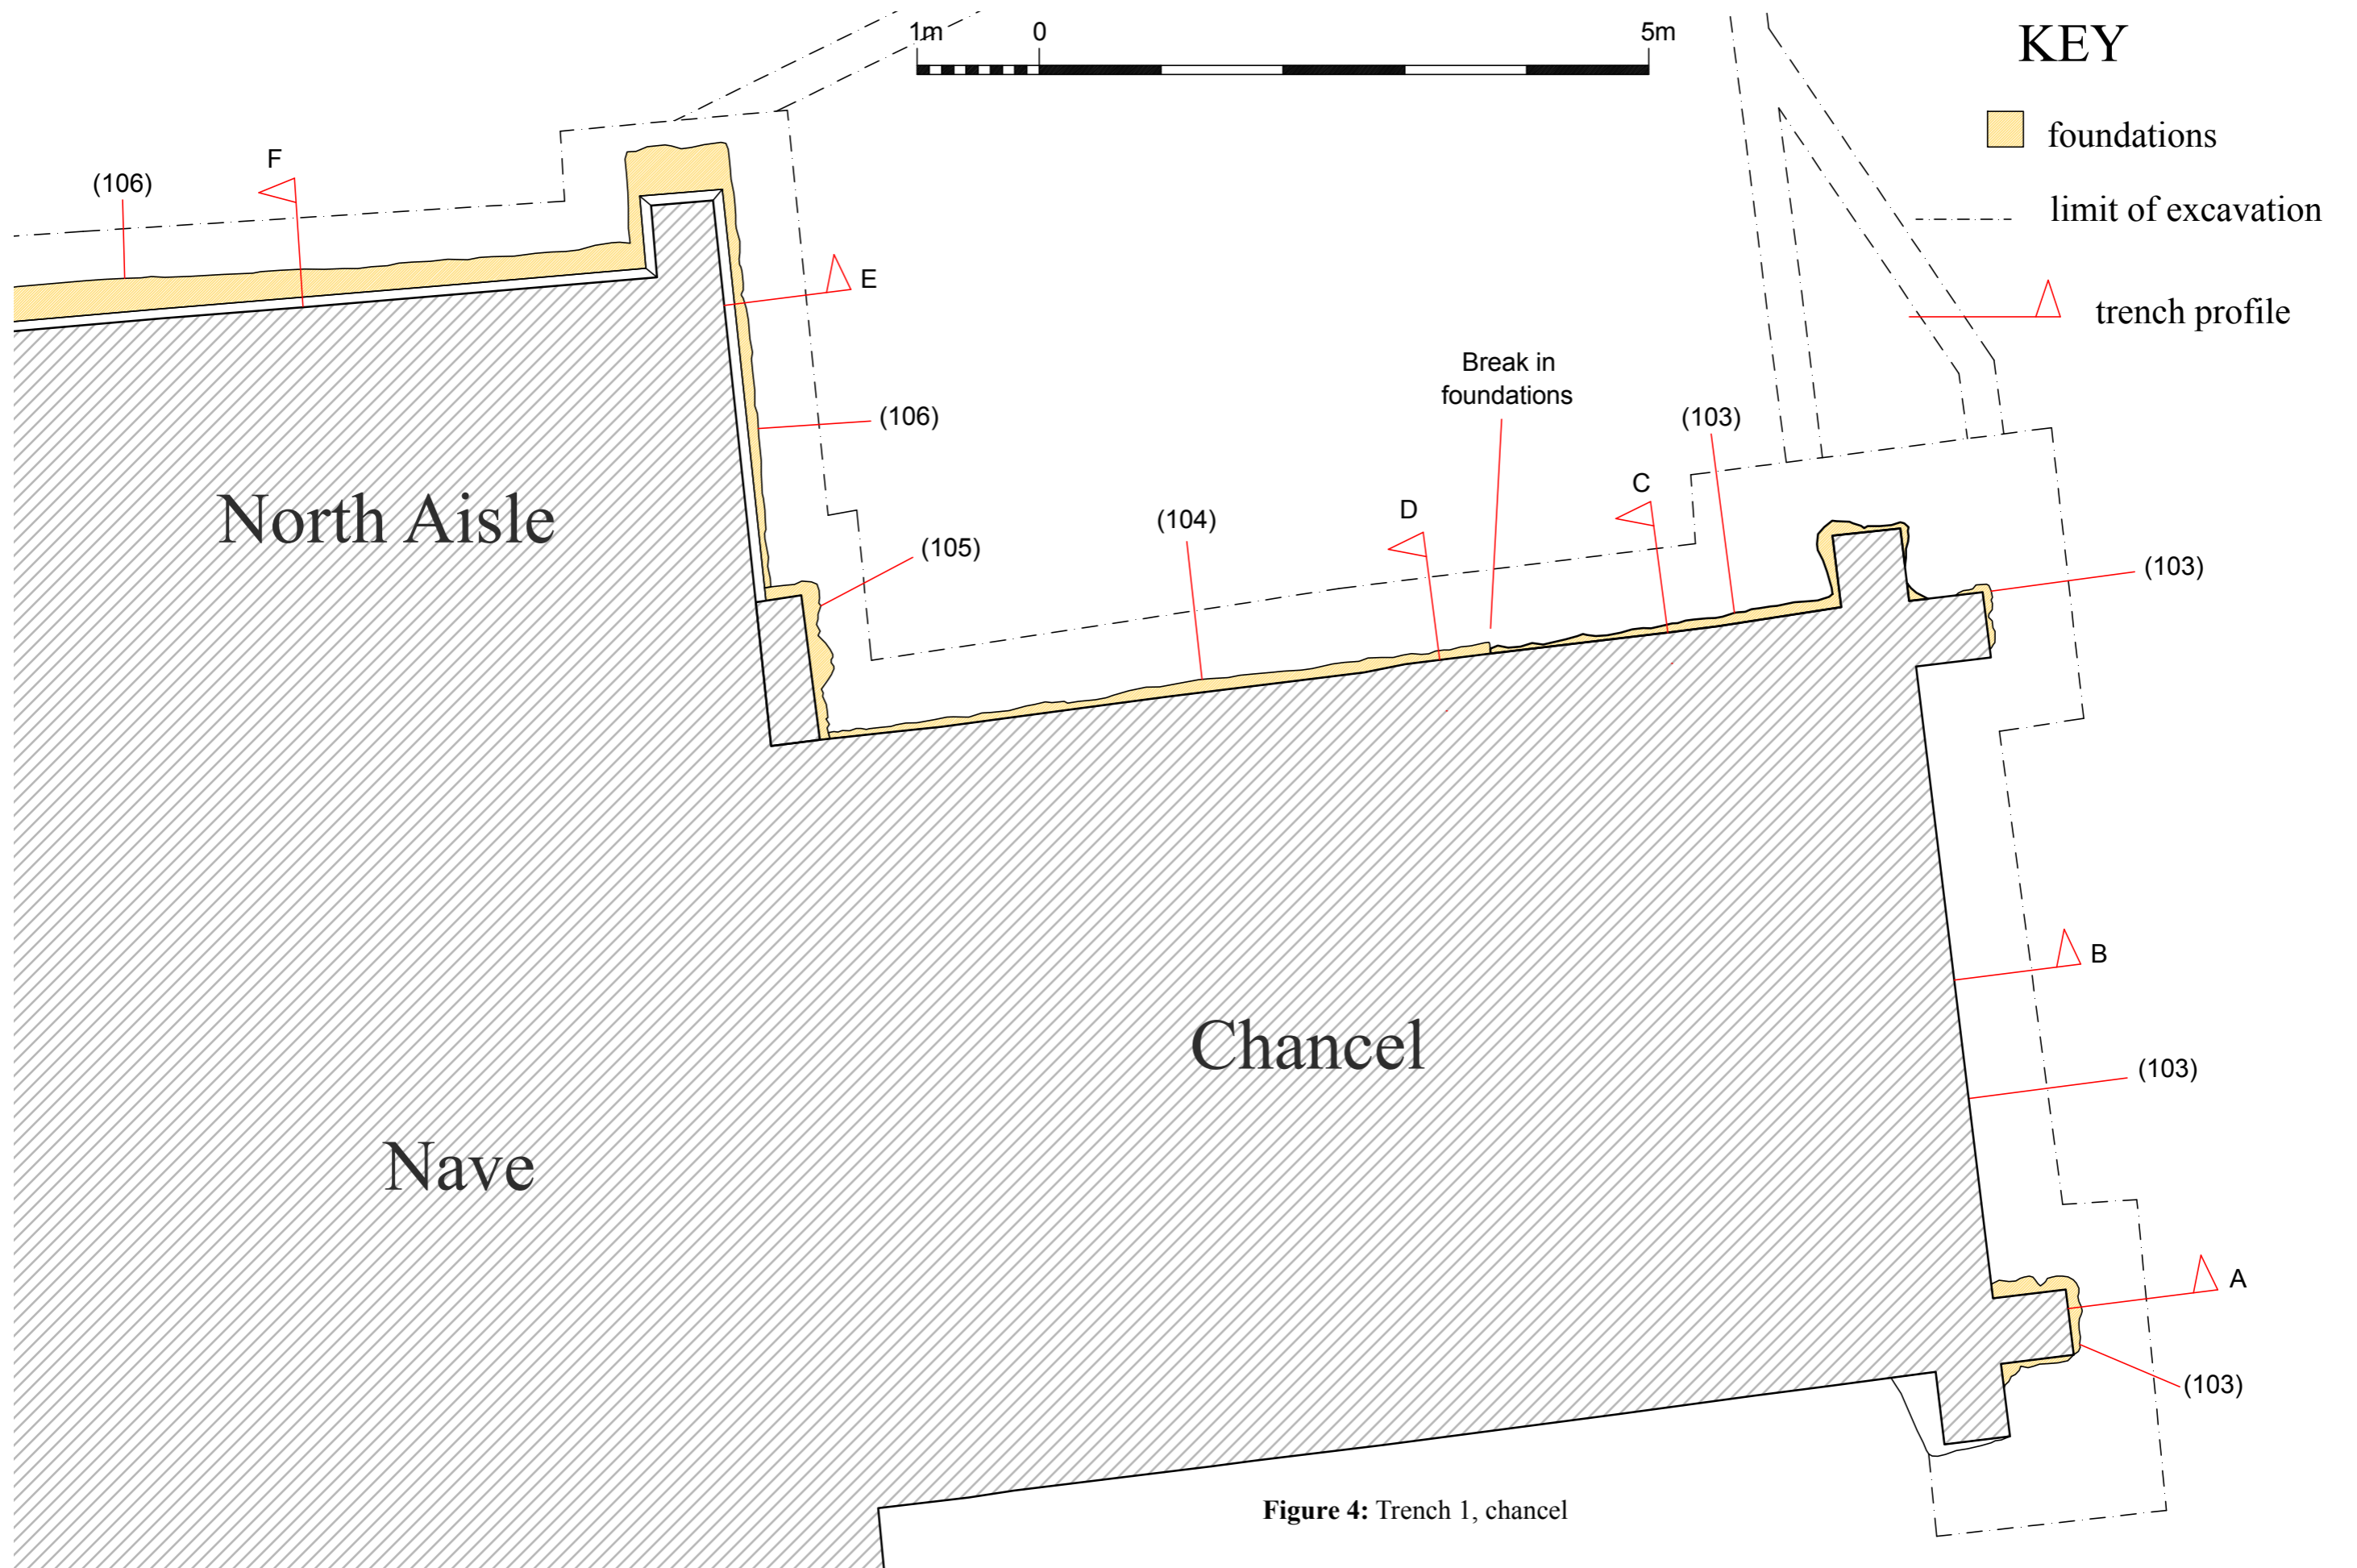 1m 0 5m
KEY
foundations
limit of excavation
trench profile
F
(106)
E
(106)
Break in
foundations
(103)
C
D
(104)
(105)
(103)
North Aisle
B
Chancel
(103)
Nave
A
(103)
Figure 4: Trench 1, chancel